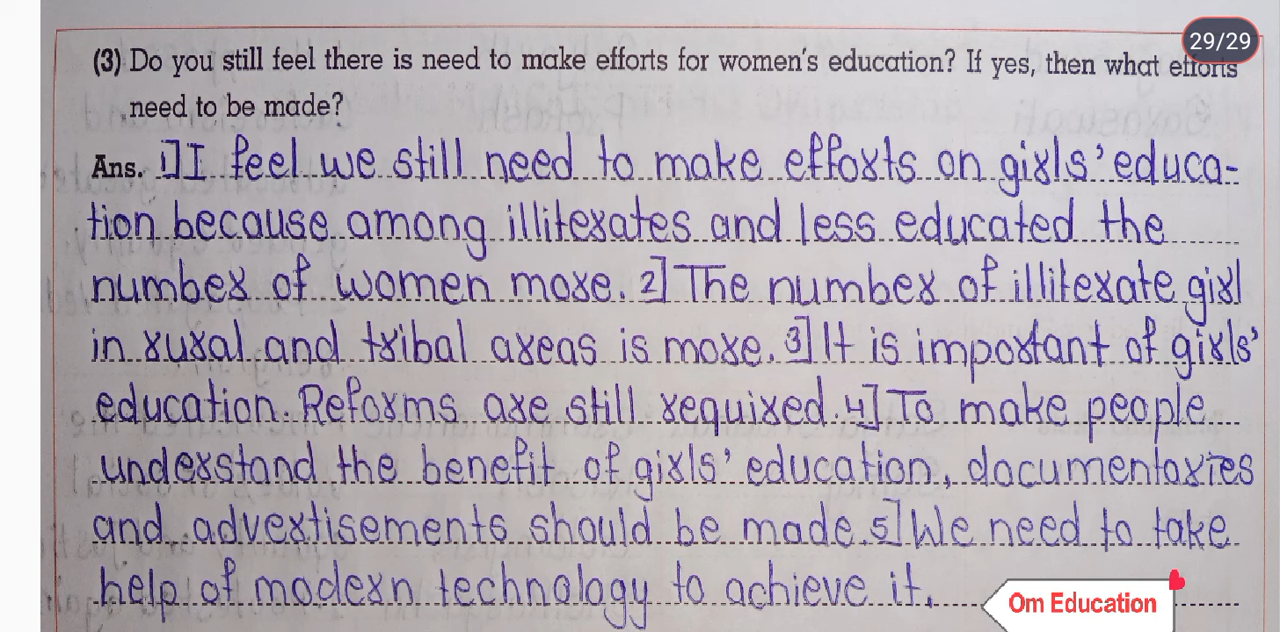 29/29
(3) Do you still feel there is need to make efforts for women's education? If yes, then what efforts
need to be made?
Ans. 1]I feel we still need to make efforts on girls' educa-
tion because among illiterates and less educated the
number of women more. 2] The number of illiterate girl
in rural and tribal areas is more. 3] It is important of girls'
education. Reforms are still required. 4] To make people
understand the benefit of girls' education, documentaries
and advertisements should be made. 5] We need to take
help of modern technology to achieve it.
Om Education